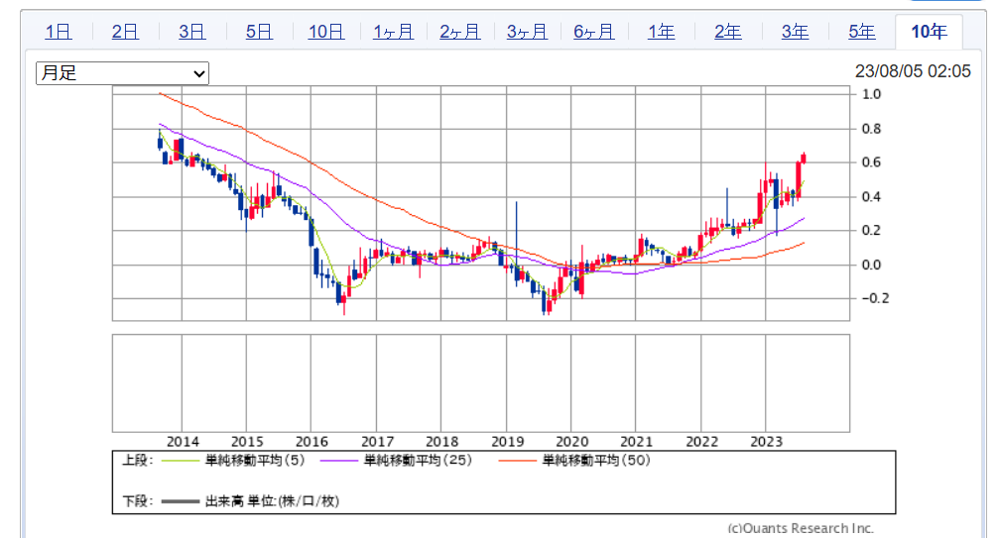 1日 2日 3日 5日 10日 1ヶ月 2ヶ月 3ヶ月 6ヶ月 1年 2年 3年 5年 10年
月足 23/08/05 02:05
1.0
0.8
0.6
0.4
0.2
0.0
-0.2
2014 2015 2016 2017 2018 2019 2020 2021 2022 2023
上段: 単純移動平均(5) 単純移動平均(25) 単純移動平均(50)
下段: 出来高 単位:(株/口/枚)
(c)Quants Research Inc.